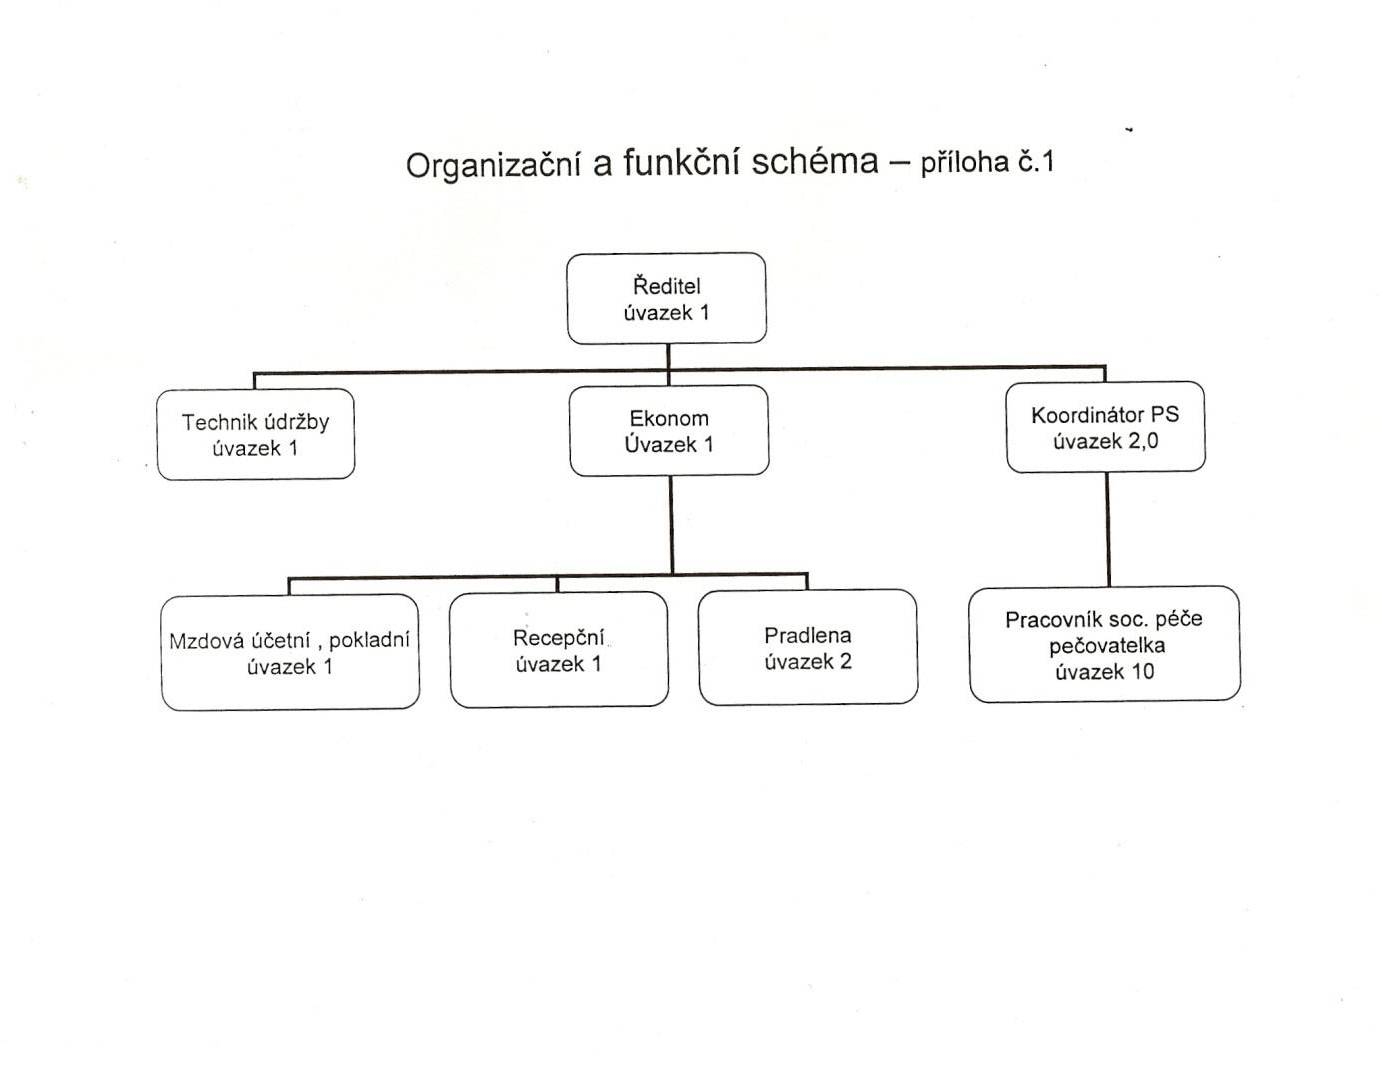 Organizační a funkční schéma – příloha č.1
Ředitel
úvazek 1
Technik údržby
úvazek 1
Ekonom
Úvazek 1
Koordinátor PS
úvazek 2,0
Mzdová účetní , pokladní
úvazek 1
Recepční
úvazek 1
Pradlena
úvazek 2
Pracovník soc. péče
pečovatelka
úvazek 10